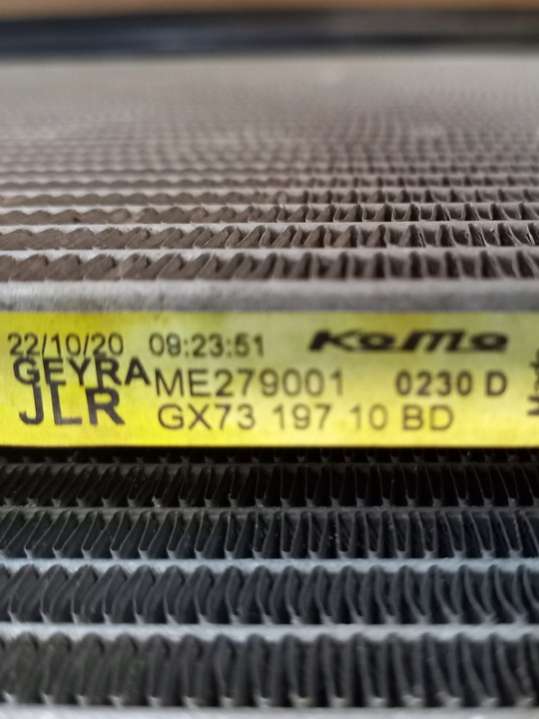 22/10/20 09:23:51 KoMo
GEYRA ME279001 0230 D
JLR GX73 197 10 BD